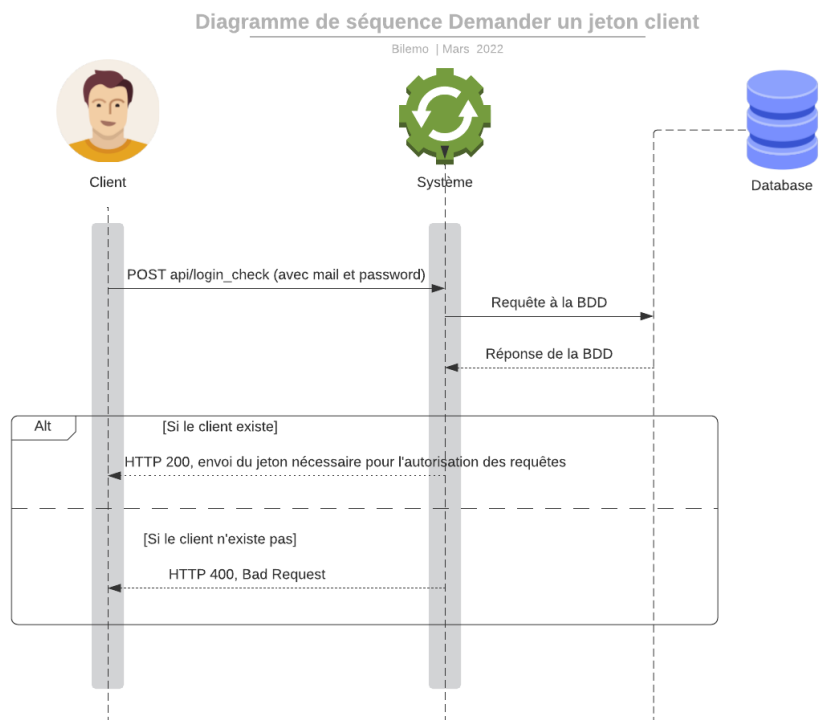 Diagramme de séquence Demander un jeton client
Bilemo | Mars 2022
Client
Système
Database
POST api/login_check (avec mail et password)
Requête à la BDD
Réponse de la BDD
Alt
[Si le client existe]
HTTP 200, envoi du jeton nécessaire pour l'autorisation des requêtes
[Si le client n'existe pas]
HTTP 400, Bad Request